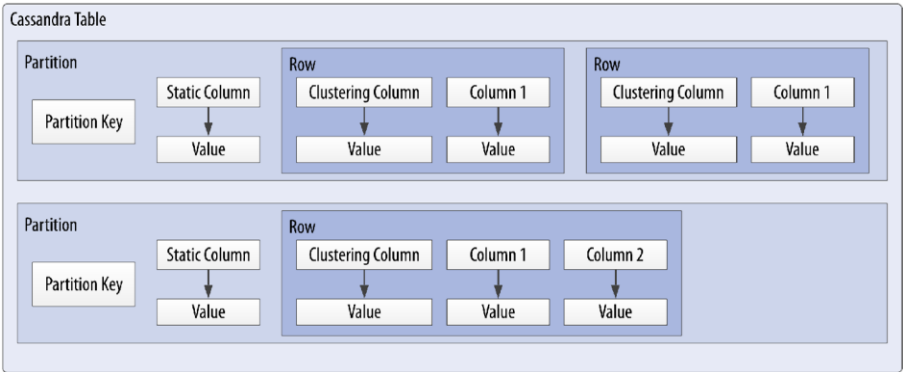 Cassandra Table
Partition
Partition Key
Static Column
Value
Row
Clustering Column
Column 1
Value
Value
Row
Clustering Column
Column 1
Value
Value
Partition
Partition Key
Static Column
Value
Row
Clustering Column
Column 1
Column 2
Value
Value
Value